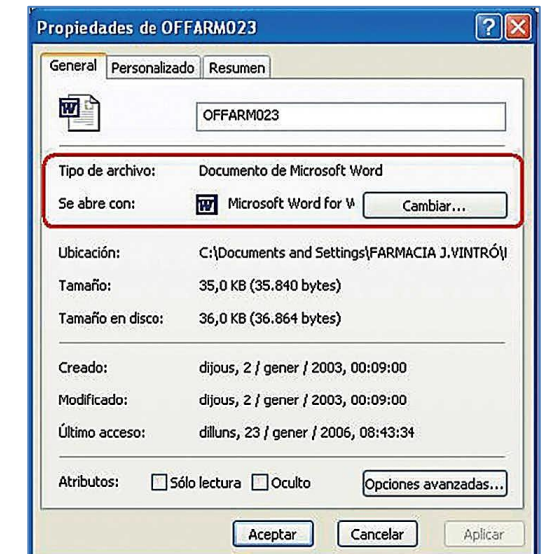 Propiedades de OFFARM023
General Personalizado Resumen
OFFARM023
Tipo de archivo: Documento de Microsoft Word
Se abre con: Microsoft Word for W Cambiar...
Ubicación: C:\Documents and Settings\FARMACIA J.VINTRÓ\
Tamaño: 35,0 KB (35.840 bytes)
Tamaño en disco: 36,0 KB (36.864 bytes)
Creado: dijous, 2 / gener / 2003, 00:09:00
Modificado: dijous, 2 / gener / 2003, 00:09:00
Último acceso: dilluns, 23 / gener / 2006, 08:43:34
Atributos: Sólo lectura Oculto Opciones avanzadas...
Aceptar Cancelar Aplicar